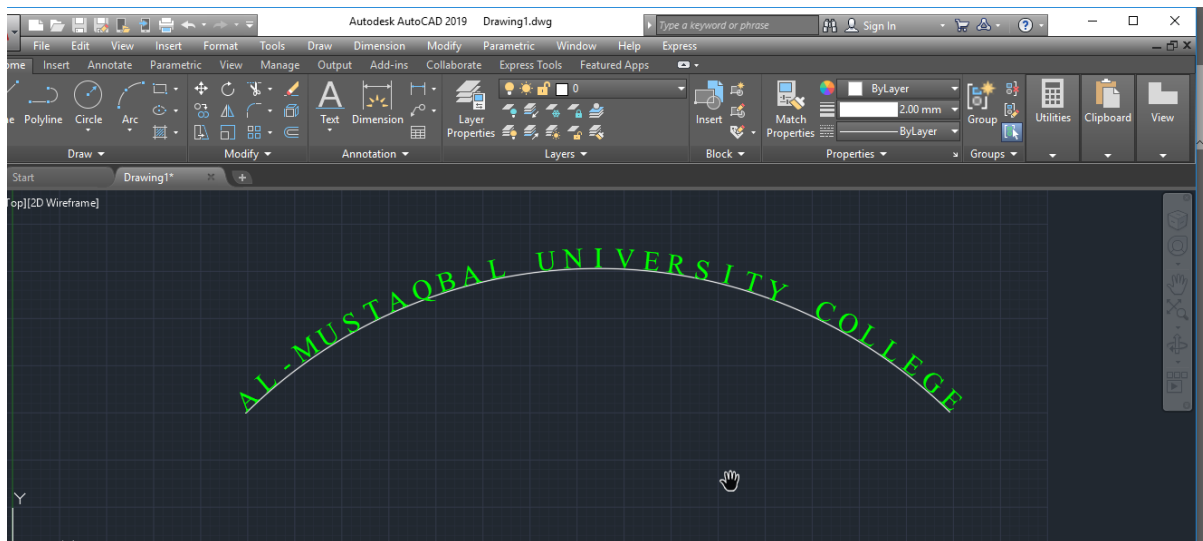 Autodesk AutoCAD 2019 Drawing1.dwg
Type a keyword or phrase
Sign In
File Edit View Insert Format Tools Draw Dimension Modify Parametric Window Help Express
ome Insert Annotate Parametric View Manage Output Add-ins Collaborate Express Tools Featured Apps
e Polyline Circle Arc
Text Dimension
Layer Properties
0
Insert
Match Properties
ByLayer
2.00 mm
ByLayer
Group
Utilities
Clipboard
View
Draw Modify Annotation Layers Block Properties Groups
Start Drawing1*
Top][2D Wireframe]
AL-MUSTAQBAL UNIVERSITY COLLEGE
Y